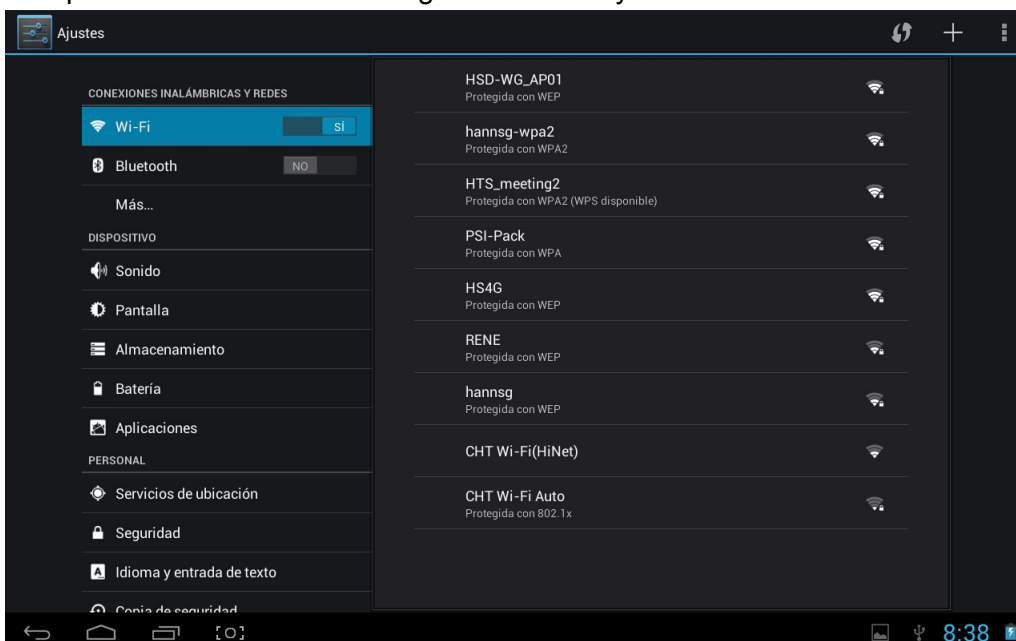 Ajustes
CONEXIONES INALÁMBRICAS Y REDES
Wi-Fi SÍ
Bluetooth NO
Más...
DISPOSITIVO
Sonido
Pantalla
Almacenamiento
Batería
Aplicaciones
PERSONAL
Servicios de ubicación
Seguridad
Idioma y entrada de texto
Copia de seguridad
HSD-WG_AP01
Protegida con WEP
hannsg-wpa2
Protegida con WPA2
HTS_meeting2
Protegida con WPA2 (WPS disponible)
PSI-Pack
Protegida con WPA
HS4G
Protegida con WEP
RENE
Protegida con WEP
hannsg
Protegida con WEP
CHT Wi-Fi(HiNet)
CHT Wi-Fi Auto
Protegida con 802.1x
8:38